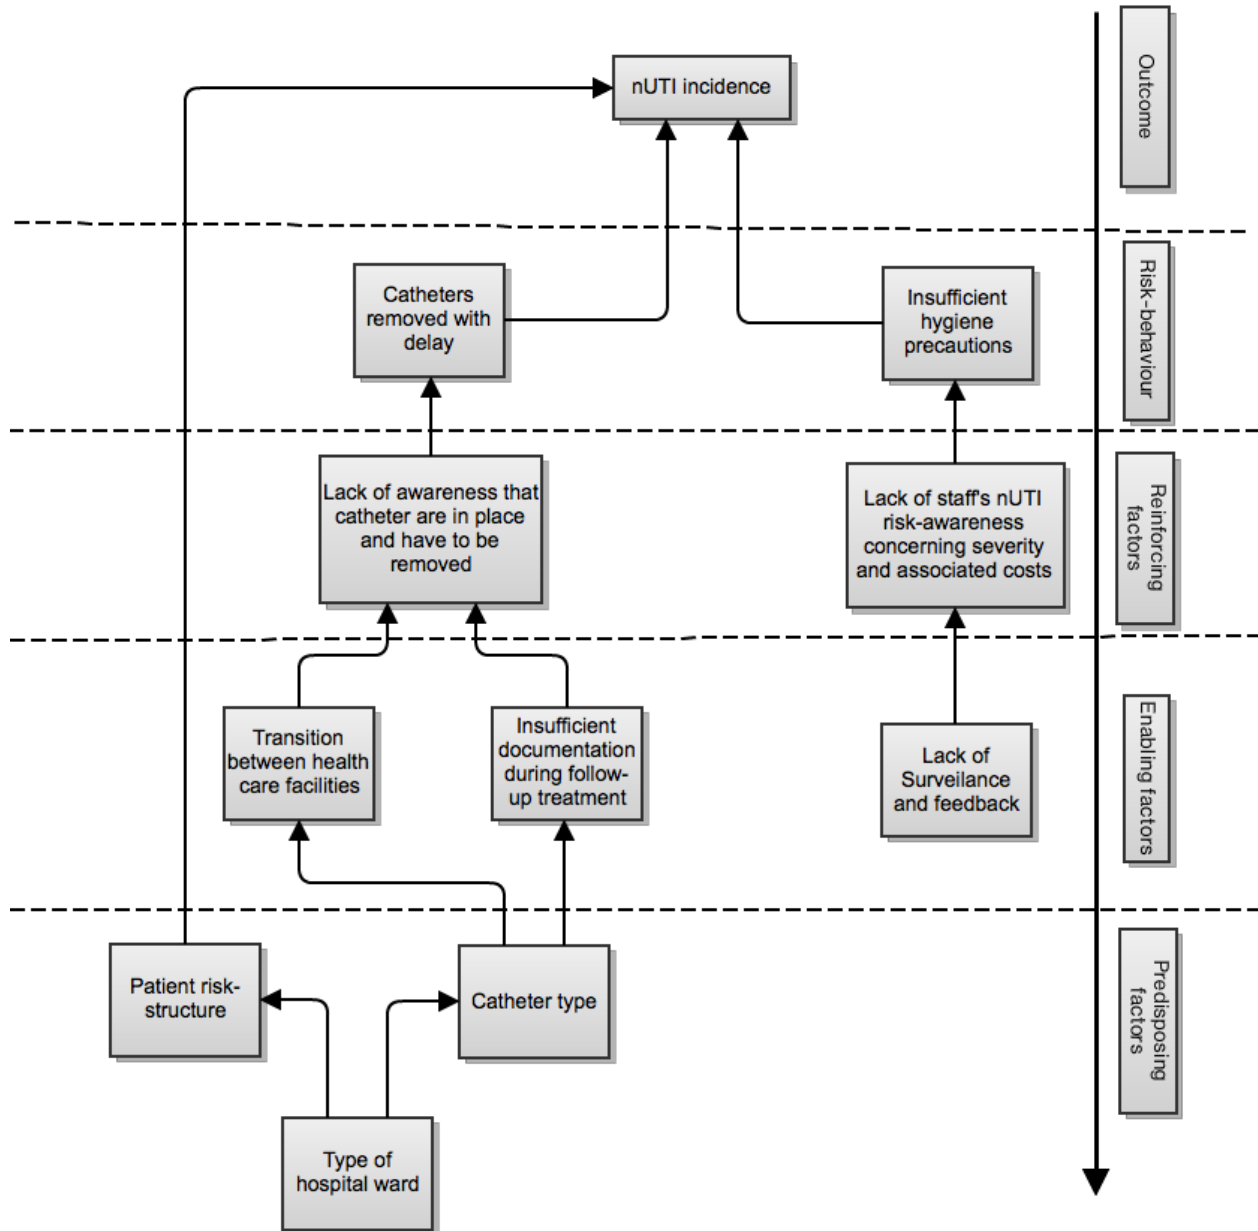 nUTI incidence
Outcome
Catheters
removed with
delay
Insufficient
hygiene
precautions
Risk-behaviour
Lack of awareness that
catheter are in place
and have to be
removed
Lack of staff's nUTI
risk-awareness
concerning severity
and associated costs
Reinforcing
factors
Transition
between health
care facilities
Insufficient
documentation
during follow-
up treatment
Lack of
Surveilance
and feedback
Enabling factors
Patient risk-
structure
Catheter type
Predisposing
factors
Type of
hospital ward